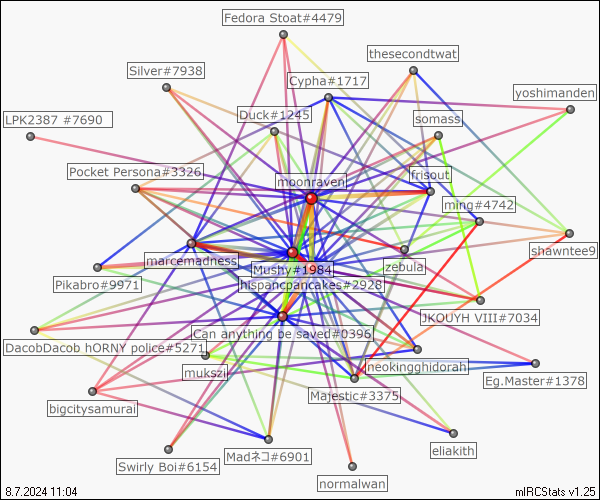 Fedora Stoat#4479
thesecondtwat
Silver#7938
Cypha#1717
yoshimanden
LPK2387 #7690
Duck#1245
somass
Pocket Persona#3326
moonraven
frisout
ming#4742
marcemadness
Mushy#1984
zebula
shawntee9
Pikabro#9971
hispancpancakes#2928
JKOUYH VIII#7034
DacobDacob hORNY police#5271
Can anything be saved#0396
mukszi
neokingghidorah
Eg.Master#1378
bigcitysamurai
Majestic#3375
Swirly Boi#6154
Madネコ#6901
eliakith
normalwan
8.7.2024 11:04
mIRCStats v1.25